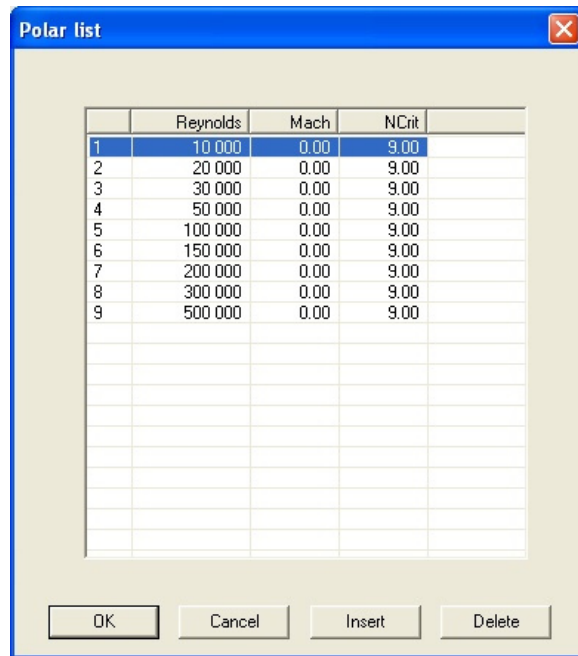 Polar list
Reynolds Mach NCrit
1 10 000 0.00 9.00
2 20 000 0.00 9.00
3 30 000 0.00 9.00
4 50 000 0.00 9.00
5 100 000 0.00 9.00
6 150 000 0.00 9.00
7 200 000 0.00 9.00
8 300 000 0.00 9.00
9 500 000 0.00 9.00
OK Cancel Insert Delete